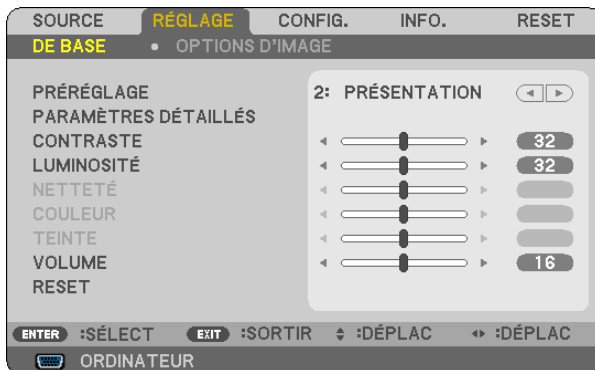 SOURCE RÉGLAGE CONFIG. INFO. RESET
DE BASE • OPTIONS D'IMAGE
PRÉRÉGLAGE 2: PRÉSENTATION
PARAMÈTRES DÉTAILLÉS
CONTRASTE 32
LUMINOSITÉ 32
NETTETÉ
COULEUR
TEINTE
VOLUME 16
RESET
ENTER :SÉLECT EXIT :SORTIR :DÉPLAC :DÉPLAC
ORDINATEUR